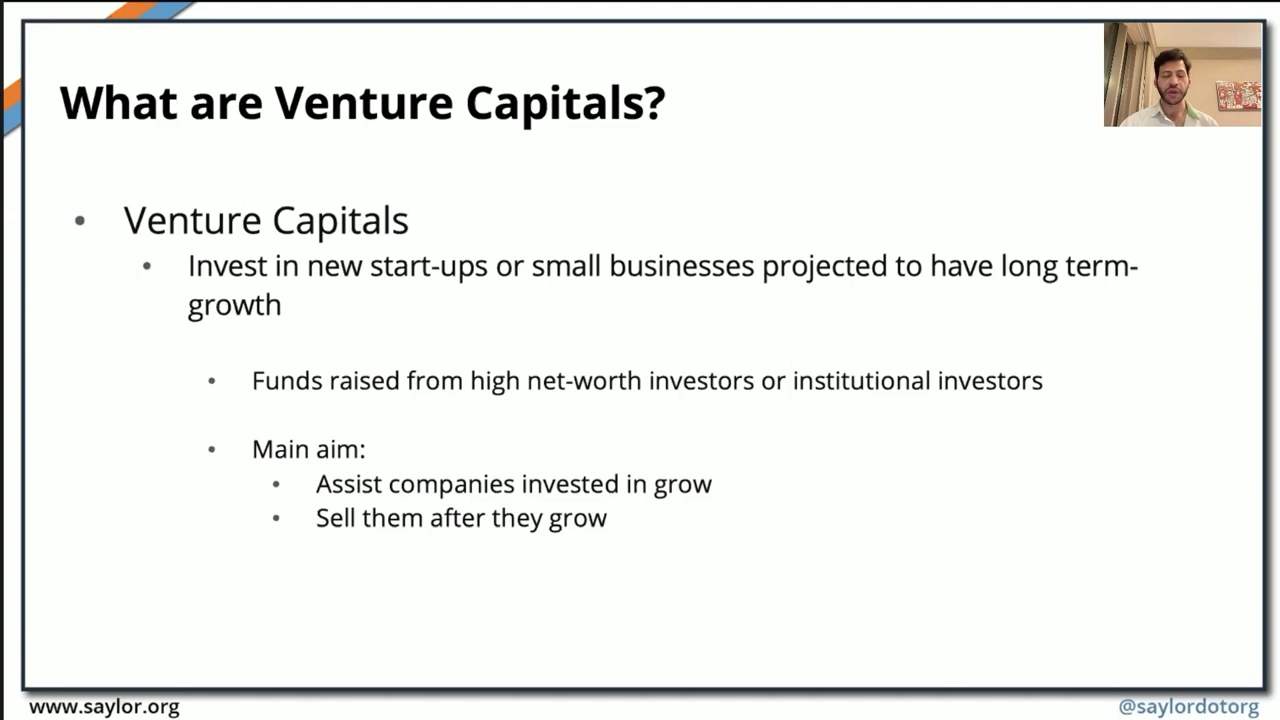 What are Venture Capitals?
• Venture Capitals
• Invest in new start-ups or small businesses projected to have long term-
growth
• Funds raised from high net-worth investors or institutional investors
• Main aim:
• Assist companies invested in grow
• Sell them after they grow
www.saylor.org
@saylordotorg